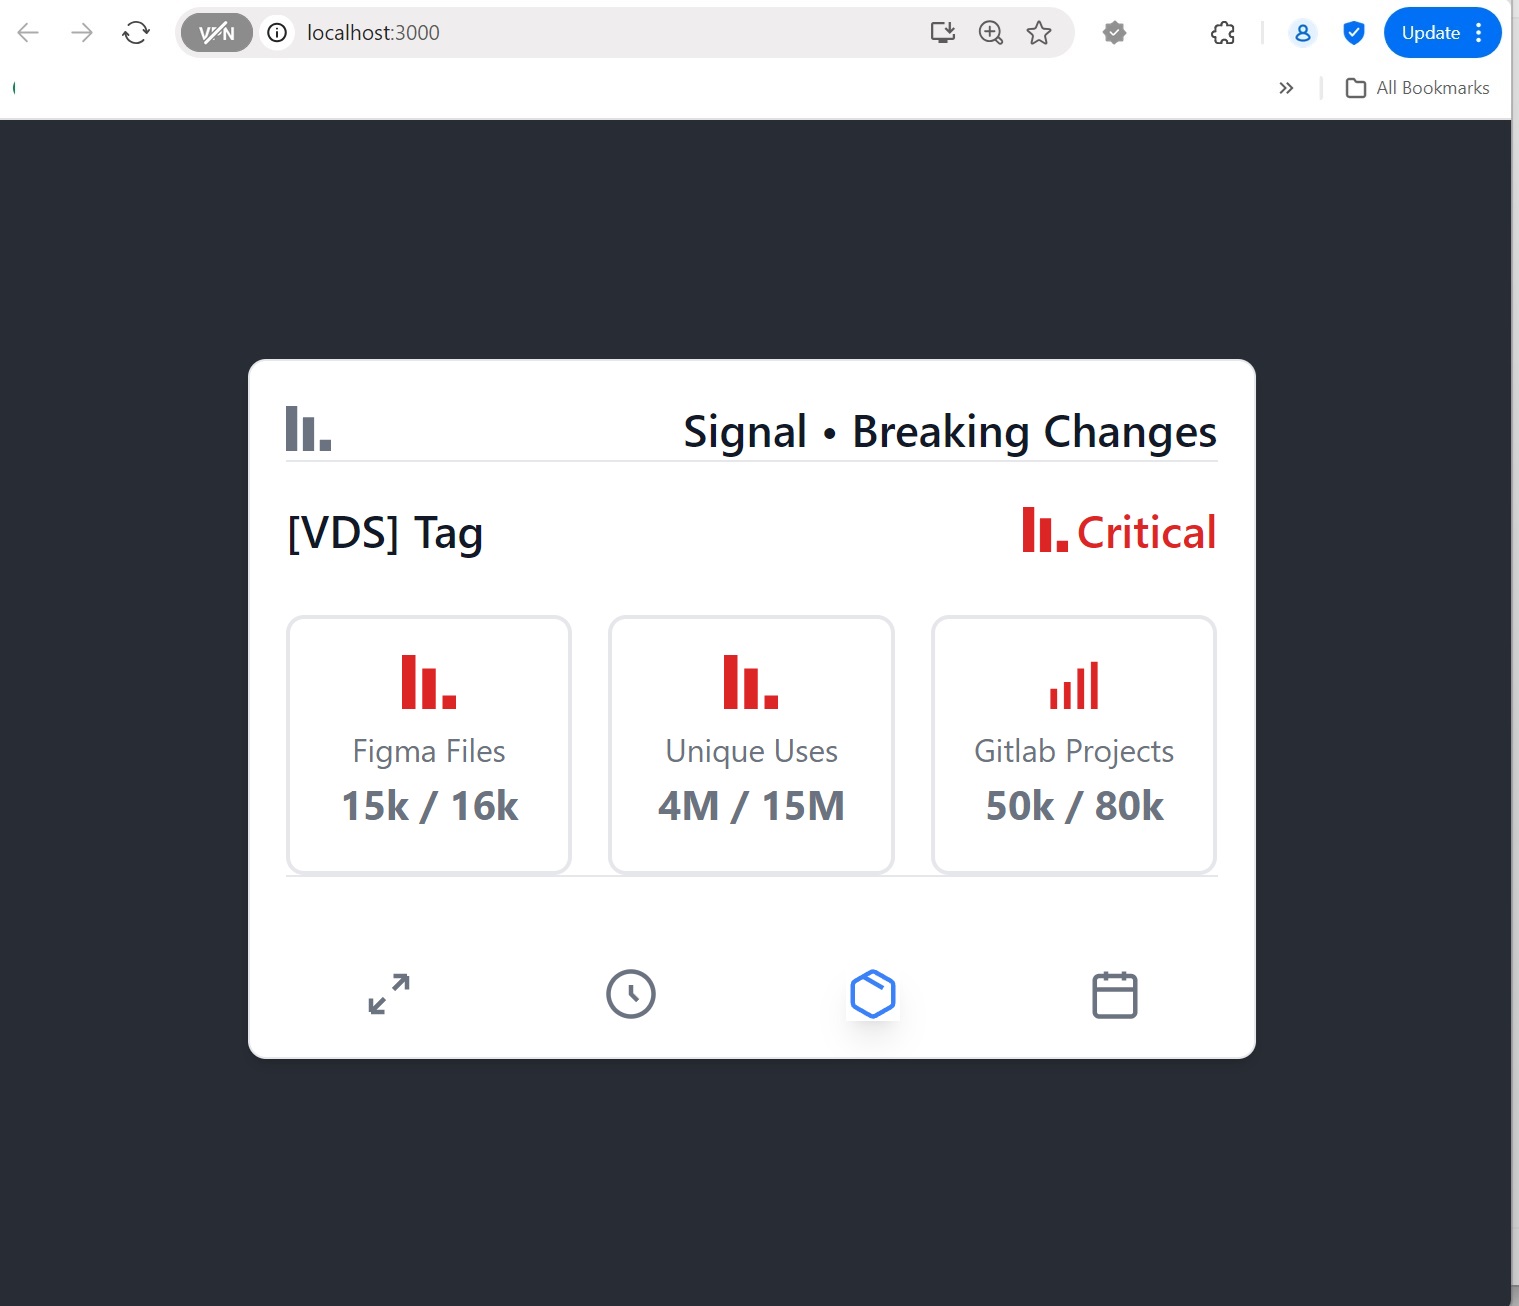 VPN localhost:3000 Update
All Bookmarks
Signal • Breaking Changes
[VDS] Tag Critical
Figma Files Unique Uses Gitlab Projects
15k / 16k 4M / 15M 50k / 80k